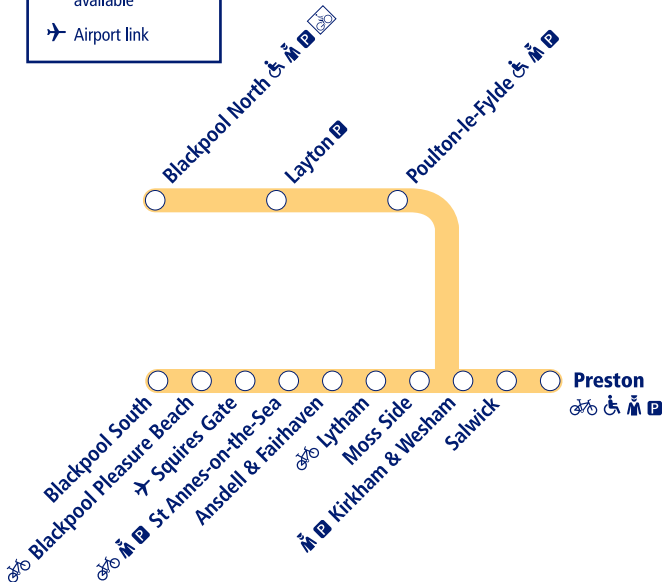 available
Airport link
Blackpool North P
Layton P
Poulton-le-Fylde P
Preston
P
Blackpool South
Blackpool Pleasure Beach
Squires Gate
P St Annes-on-the-Sea
Ansdell & Fairhaven
Lytham
Moss Side
P Kirkham & Wesham
Salwick